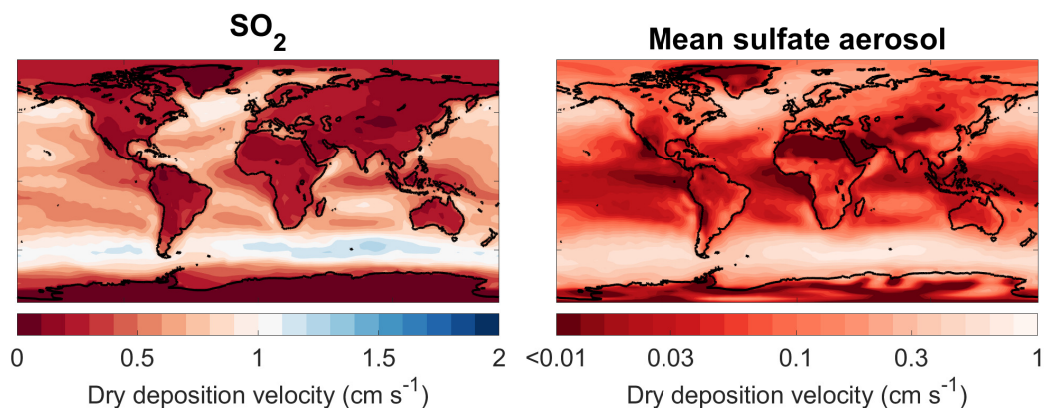 SO₂
Mean sulfate aerosol
0 0.5 1 1.5 2
<0.01 0.03 0.1 0.3 1
Dry deposition velocity (cm s⁻¹)
Dry deposition velocity (cm s⁻¹)